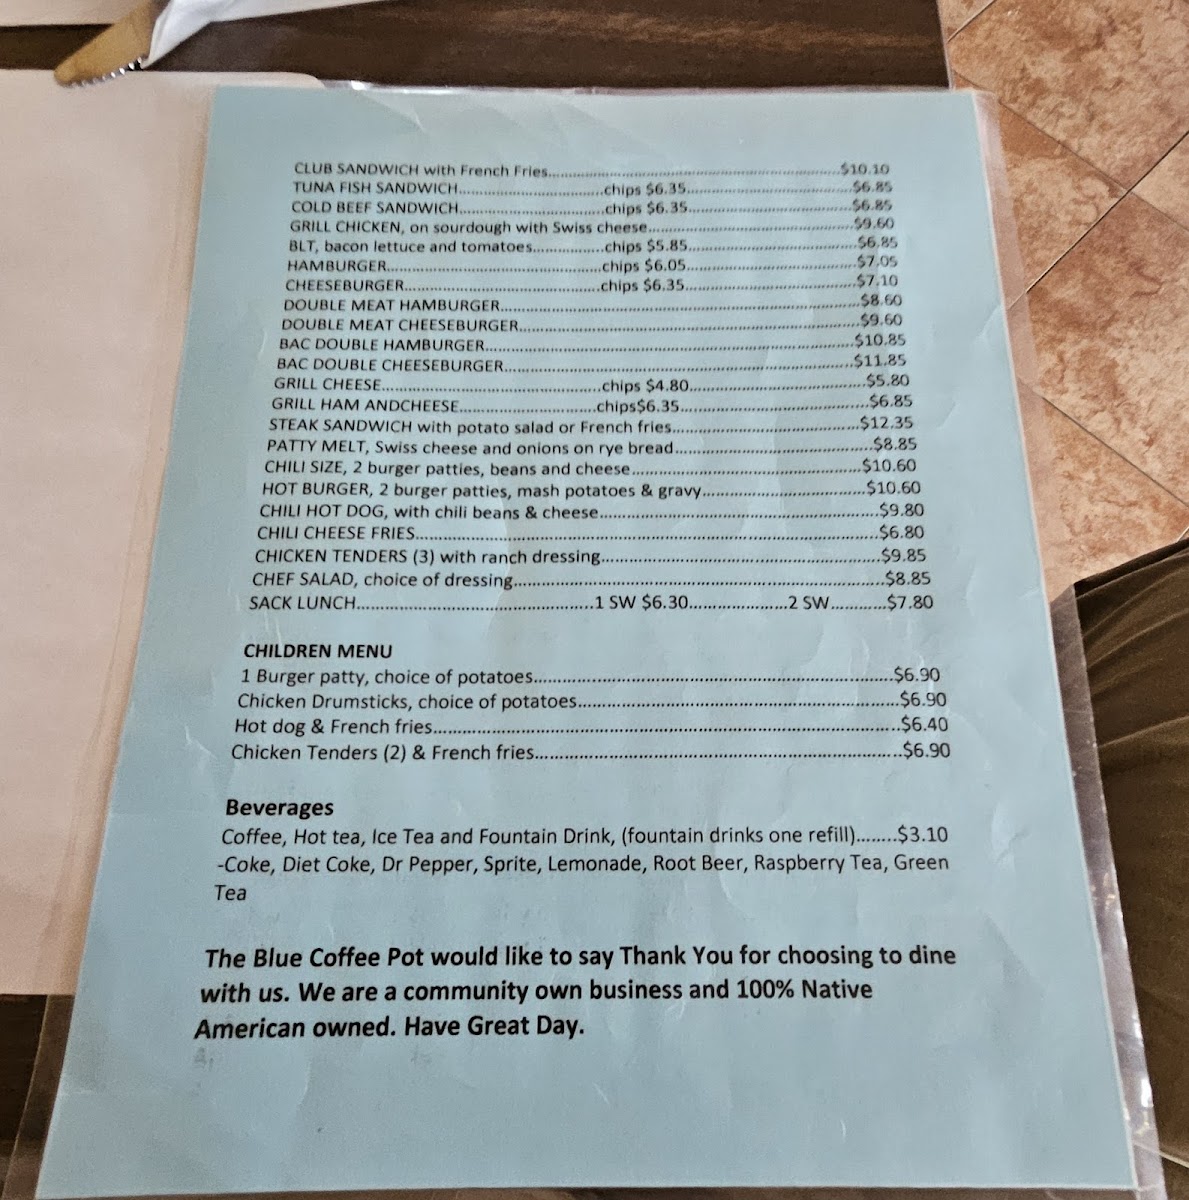 CLUB SANDWICH with French Fries..........$10.10
TUNA FISH SANDWICH..........chips $6.35..........$6.85
COLD BEEF SANDWICH..........chips $6.35..........$6.85
GRILL CHICKEN, on sourdough with Swiss cheese..........$9.60
BLT, bacon lettuce and tomatoes..........chips $5.85..........$6.85
HAMBURGER..........chips $6.05..........$7.05
CHEESEBURGER..........chips $6.35..........$7.10
DOUBLE MEAT HAMBURGER..........$8.60
DOUBLE MEAT CHEESEBURGER..........$9.60
BAC DOUBLE HAMBURGER..........$10.85
BAC DOUBLE CHEESEBURGER..........$11.85
GRILL CHEESE..........chips $4.80..........$5.80
GRILL HAM ANDCHEESE..........chips$6.35..........$6.85
STEAK SANDWICH with potato salad or French fries..........$12.35
PATTY MELT, Swiss cheese and onions on rye bread..........$8.85
CHILI SIZE, 2 burger patties, beans and cheese..........$10.60
HOT BURGER, 2 burger patties, mash potatoes & gravy..........$10.60
CHILI HOT DOG, with chili beans & cheese..........$9.80
CHILI CHEESE FRIES..........$6.80
CHICKEN TENDERS (3) with ranch dressing..........$9.85
CHEF SALAD, choice of dressing..........$8.85
SACK LUNCH..........1 SW $6.30..........2 SW..........$7.80
CHILDREN MENU
1 Burger patty, choice of potatoes..........$6.90
Chicken Drumsticks, choice of potatoes..........$6.90
Hot dog & French fries..........$6.40
Chicken Tenders (2) & French fries..........$6.90
Beverages
Coffee, Hot tea, Ice Tea and Fountain Drink, (fountain drinks one refill)........$3.10
-Coke, Diet Coke, Dr Pepper, Sprite, Lemonade, Root Beer, Raspberry Tea, Green
Tea
The Blue Coffee Pot would like to say Thank You for choosing to dine
with us. We are a community own business and 100% Native
American owned. Have Great Day.